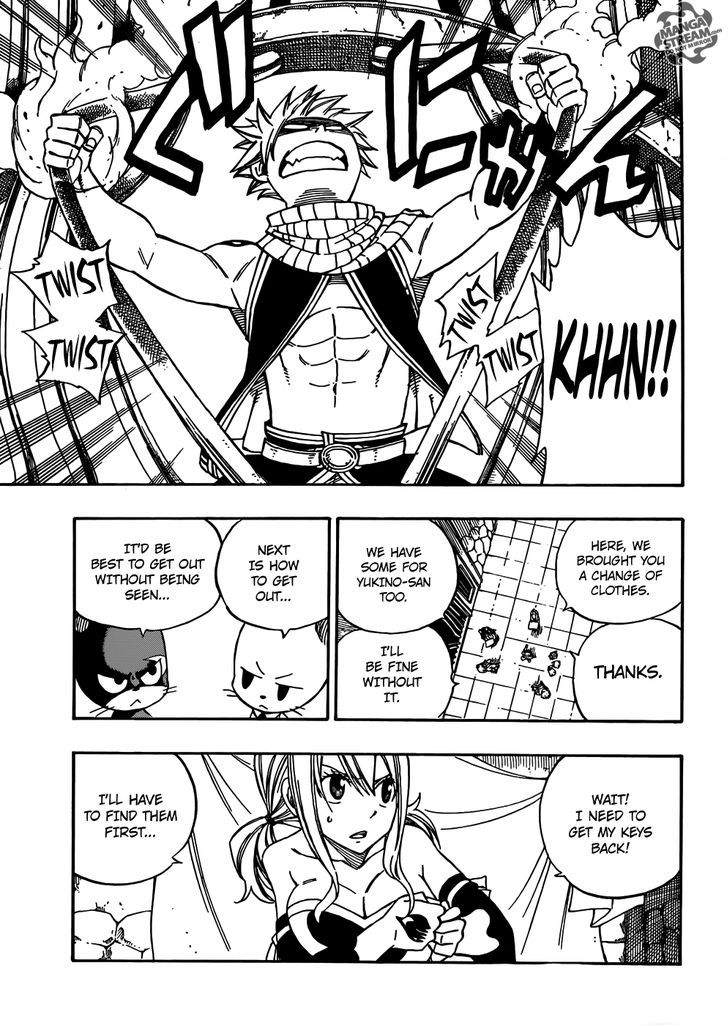 MANGA
STREAM.com
ぐ
に
ゃ
ん
TWIST
TWIST
TWIST
TWIST
KHHN!!
HERE, WE
BROUGHT YOU
A CHANGE OF
CLOTHES.
THANKS.
WE HAVE
SOME FOR
YUKINO-SAN
TOO.
I'LL
BE FINE
WITHOUT
IT.
NEXT
IS HOW
TO GET
OUT...
IT'D BE
BEST TO GET OUT
WITHOUT BEING
SEEN...
WAIT!
I NEED TO
GET MY KEYS
BACK!
I'LL HAVE
TO FIND THEM
FIRST...